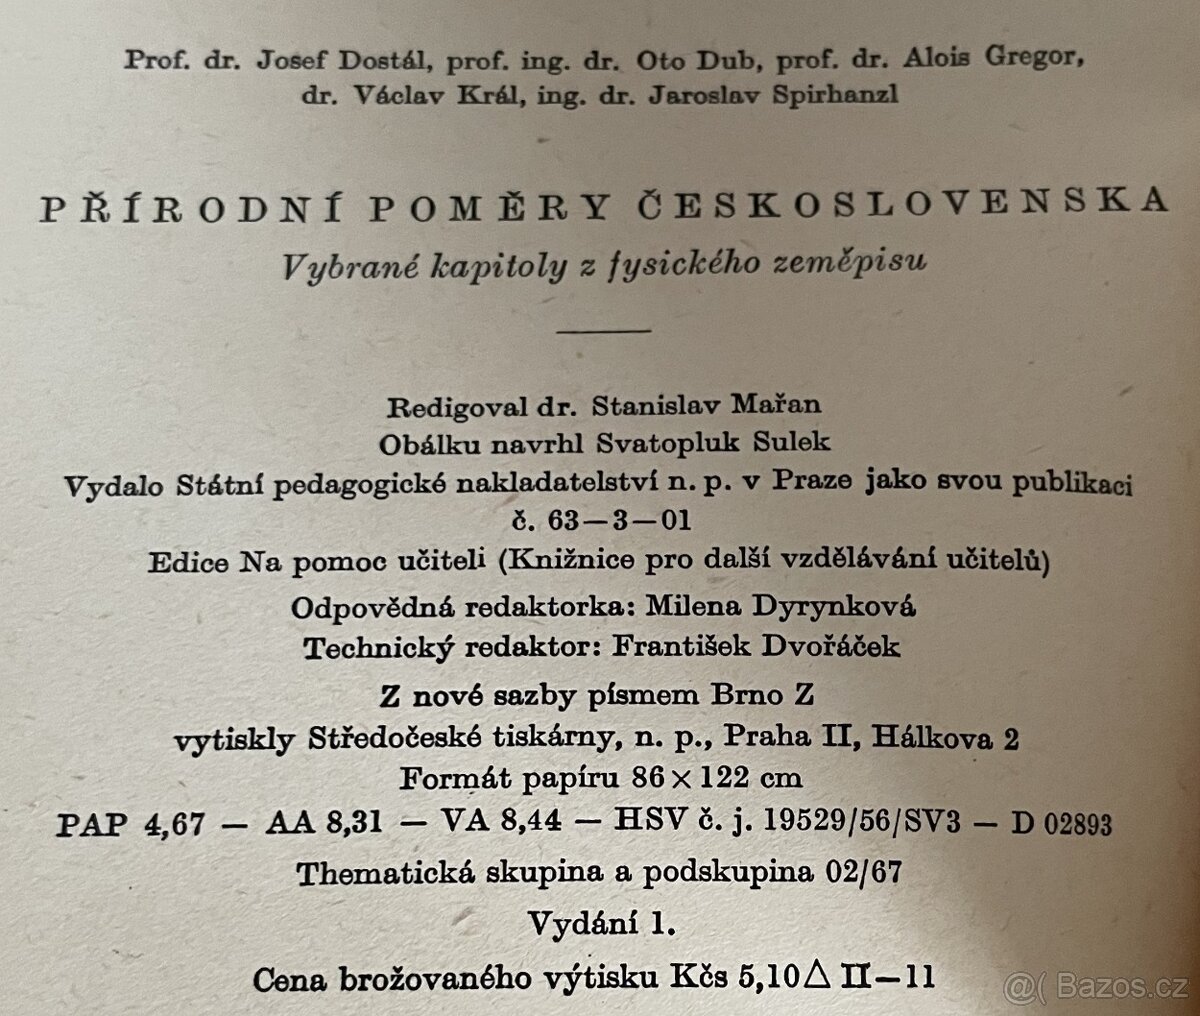 Prof. dr. Josef Dostál, prof. ing. dr. Oto Dub, prof. dr. Alois Gregor,
dr. Václav Král, ing. dr. Jaroslav Spirhanzl
PŘÍRODNÍ POMĚRY ČESKOSLOVENSKA
Vybrané kapitoly z fysického zeměpisu
Redigoval dr. Stanislav Mařan
Obálku navrhl Svatopluk Sulek
Vydalo Státní pedagogické nakladatelství n. p. v Praze jako svou publikaci
č. 63—3—01
Edice Na pomoc učiteli (Knižnice pro další vzdělávání učitelů)
Odpovědná redaktorka: Milena Dyrynková
Technický redaktor: František Dvořáček
Z nové sazby písmem Brno Z
vytiskly Středočeské tiskárny, n. p., Praha II, Hálkova 2
Formát papíru 86 × 122 cm
PAP 4,67 — AA 8,31 — VA 8,44 — HSV č. j. 19529/56/SV3 — D 02893
Thematická skupina a podskupina 02/67
Vydání 1.
Cena brožovaného výtisku Kčs 5,10 △ II—11
@( Bazos.cz